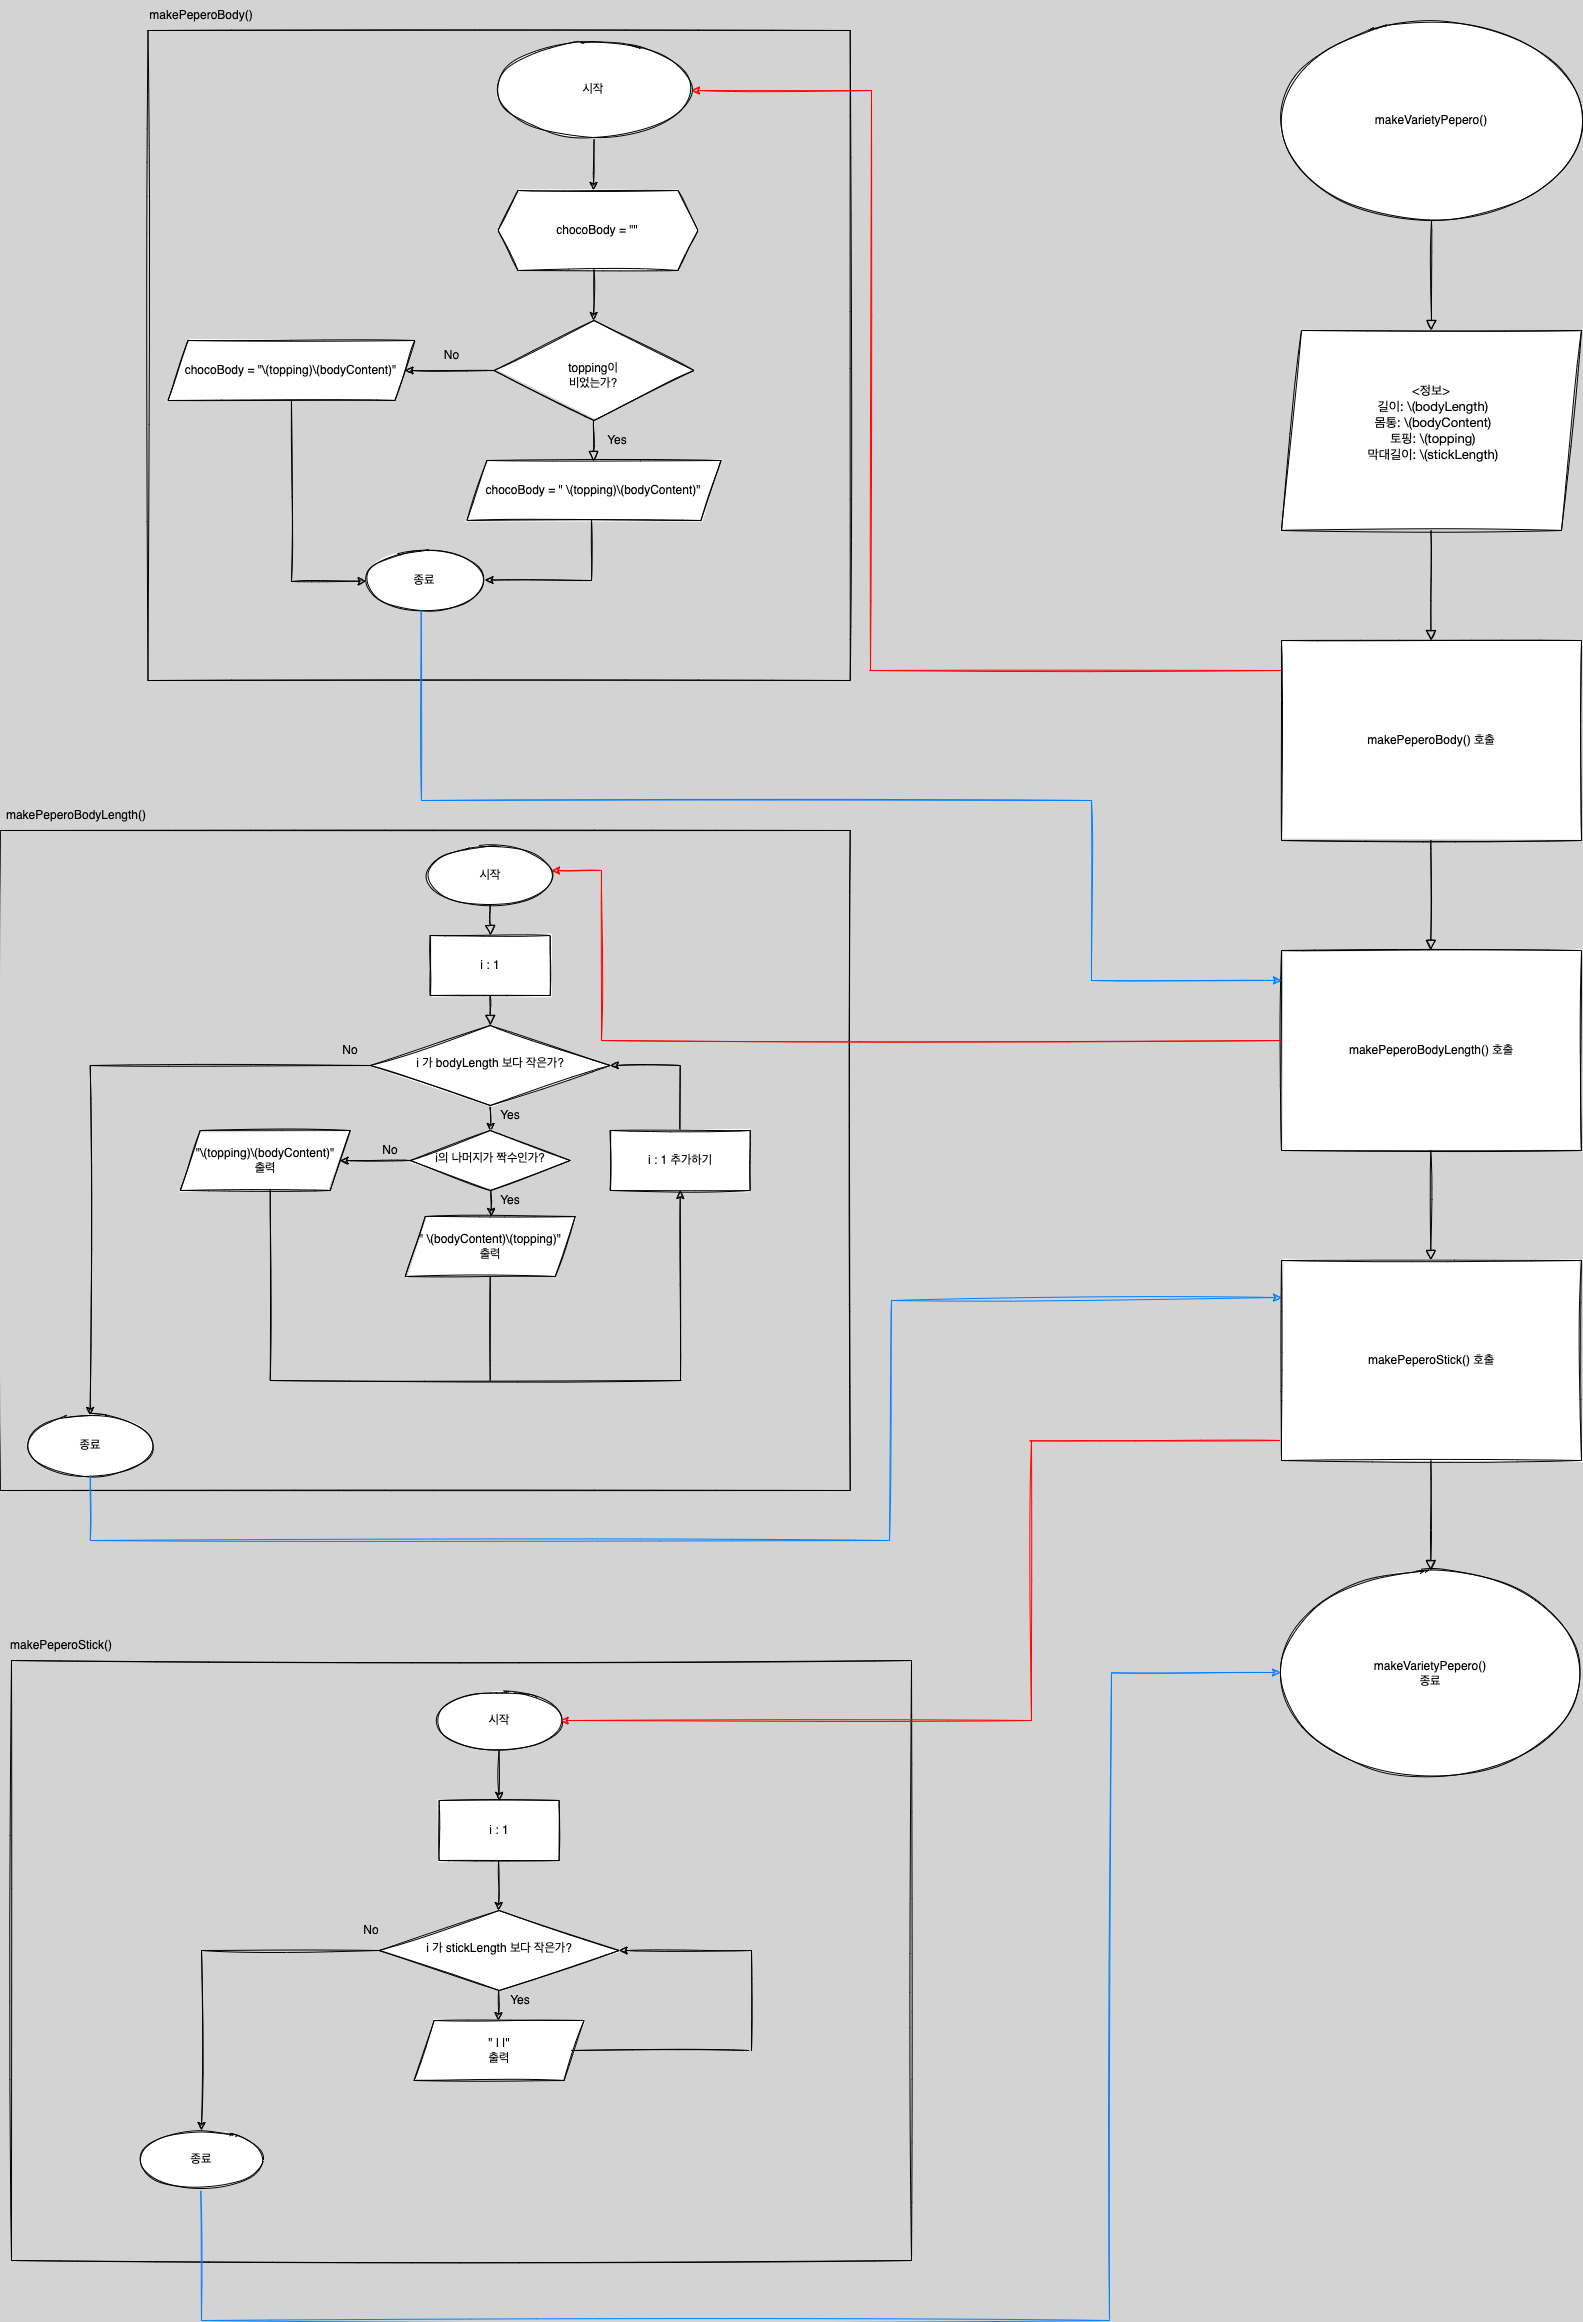 makePeperoBody()
시작
chocoBody = ""
topping이
비었는가?
No
chocoBody = "\(topping)\(bodyContent)"
Yes
chocoBody = " \(topping)\(bodyContent)"
종료
makePeperoBodyLength()
시작
i : 1
i 가 bodyLength 보다 작은가?
No
Yes
i의 나머지가 짝수인가?
No
"\(topping)\(bodyContent)"
출력
Yes
" \(bodyContent)\(topping)"
출력
i : 1 추가하기
종료
makePeperoStick()
시작
i : 1
i 가 stickLength 보다 작은가?
No
Yes
" | |"
출력
종료
makeVarietyPepero()
<정보>
길이: \(bodyLength)
몸통: \(bodyContent)
토핑: \(topping)
막대길이: \(stickLength)
makePeperoBody() 호출
makePeperoBodyLength() 호출
makePeperoStick() 호출
makeVarietyPepero()
종료